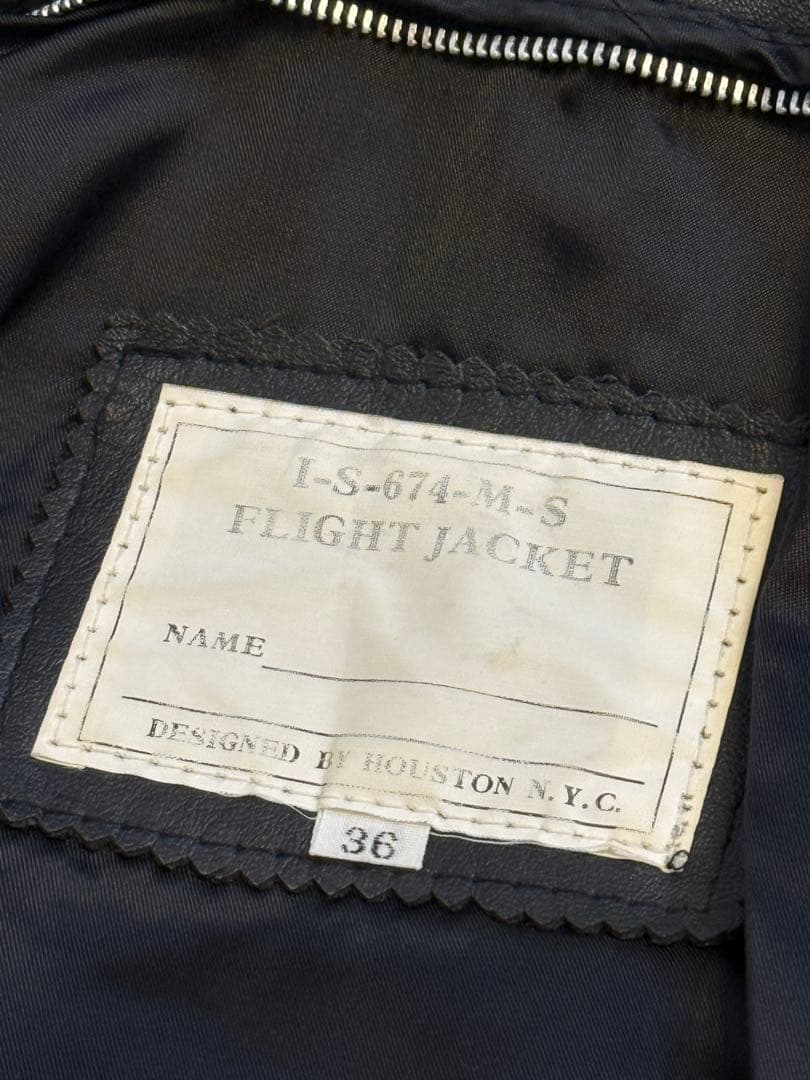 I-S-674-M-S
FLIGHT JACKET
NAME
DESIGNED BY HOUSTON N.Y.C.
36